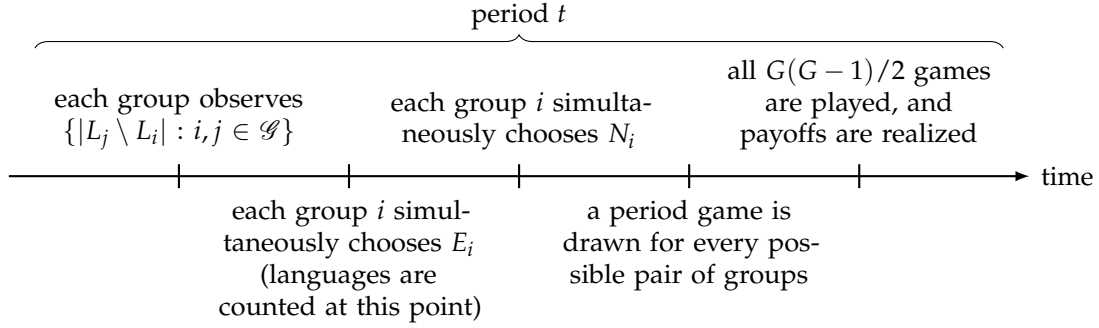 period t
each group observes
{|L_j \ L_i| : i, j ∈ 𝒢}
each group i simulta-
neously chooses N_i
all G(G − 1)/2 games
are played, and
payoffs are realized
time
each group i simul-
taneously chooses E_i
(languages are
counted at this point)
a period game is
drawn for every pos-
sible pair of groups